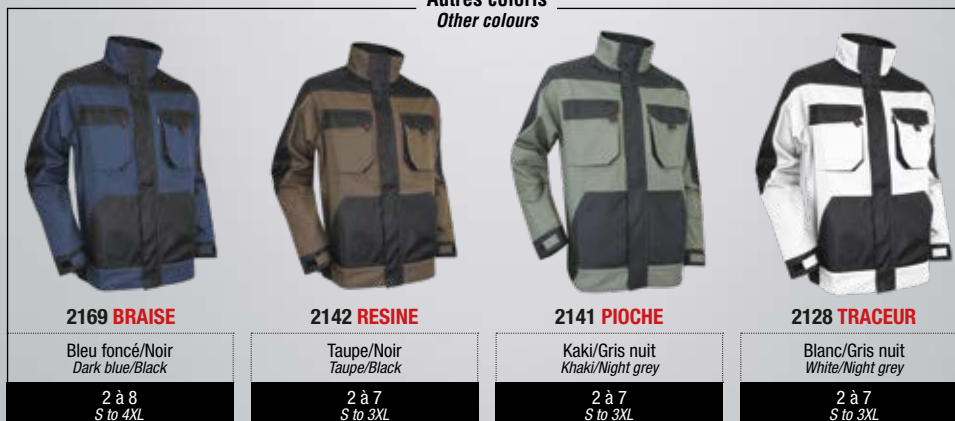 Autres coloris
Other colours
2169 BRAISE
Bleu foncé/Noir
Dark blue/Black
2 à 8
S to 4XL
2142 RESINE
Taupe/Noir
Taupe/Black
2 à 7
S to 3XL
2141 PIOCHE
Kaki/Gris nuit
Khaki/Night grey
2 à 7
S to 3XL
2128 TRACEUR
Blanc/Gris nuit
White/Night grey
2 à 7
S to 3XL